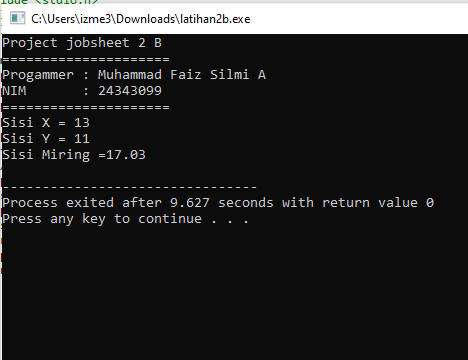 lude <stdio.h>
C:\Users\izme3\Downloads\latihan2b.exe
Project jobsheet 2 B
=====================
Progammer : Muhammad Faiz Silmi A
NIM       : 24343099
=====================
Sisi X = 13
Sisi Y = 11
Sisi Miring =17.03
--------------------------------
Process exited after 9.627 seconds with return value 0
Press any key to continue . . .